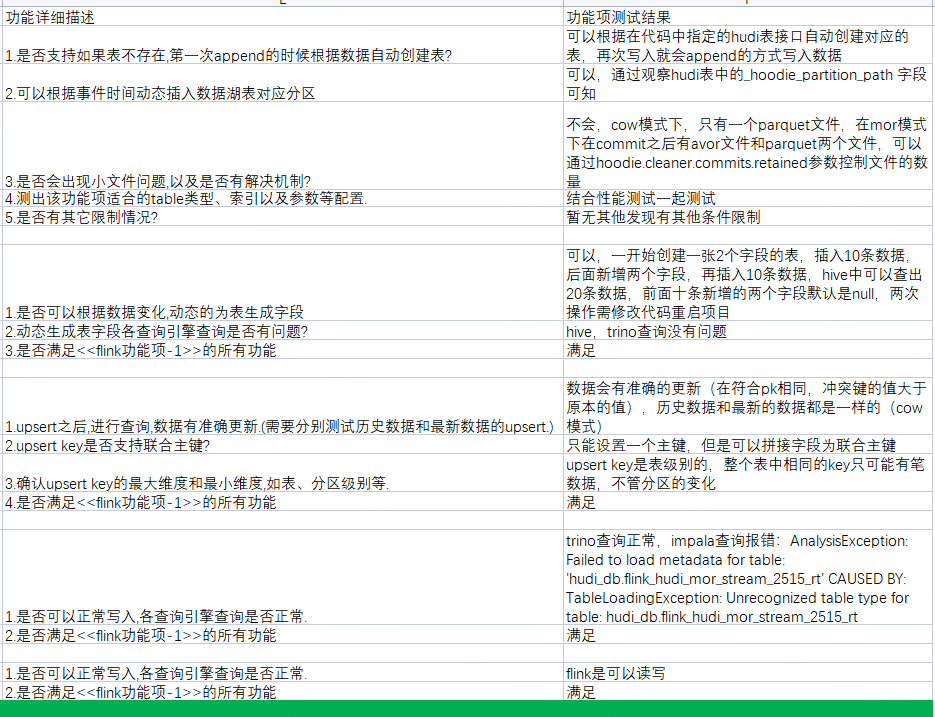 功能详细描述
功能项测试结果
1.是否支持如果表不存在,第一次append的时候根据数据自动创建表?
可以根据在代码中指定的hudi表接口自动创建对应的
表，再次写入就会append的方式写入数据
2.可以根据事件时间动态插入数据湖表对应分区
可以，通过观察hudi表中的_hoodie_partition_path 字段
可知
3.是否会出现小文件问题,以及是否有解决机制?
不会，cow模式下，只有一个parquet文件，在mor模式
下在commit之后有avor文件和parquet两个文件，可以
通过hoodie.cleaner.commits.retained参数控制文件的数
量
4.测出该功能项适合的table类型、索引以及参数等配置.
结合性能测试一起测试
5.是否有其它限制情况?
暂无其他发现有其他条件限制
1.是否可以根据数据变化,动态的为表生成字段
可以，一开始创建一张2个字段的表，插入10条数据，
后面新增两个字段，再插入10条数据，hive中可以查出
20条数据，前面十条新增的两个字段默认是null，两次
操作需修改代码重启项目
2.动态生成表字段各查询引擎查询是否有问题?
hive，trino查询没有问题
3.是否满足<<flink功能项-1>>的所有功能
满足
1.upsert之后,进行查询,数据有准确更新.(需要分别测试历史数据和最新数据的upsert.)
数据会有准确的更新（在符合pk相同，冲突键的值大于
原本的值），历史数据和最新的数据都是一样的（cow
模式）
2.upsert key是否支持联合主键?
只能设置一个主键，但是可以拼接字段为联合主键
3.确认upsert key的最大维度和最小维度,如表、分区级别等.
upsert key是表级别的，整个表中相同的key只可能有笔
数据，不管分区的变化
4.是否满足<<flink功能项-1>>的所有功能
满足
1.是否可以正常写入,各查询引擎查询是否正常.
trino查询正常，impala查询报错：AnalysisException:
Failed to load metadata for table:
'hudi_db.flink_hudi_mor_stream_2515_rt' CAUSED BY:
TableLoadingException: Unrecognized table type for
table: hudi_db.flink_hudi_mor_stream_2515_rt
2.是否满足<<flink功能项-1>>的所有功能
满足
1.是否可以正常写入,各查询引擎查询是否正常.
flink是可以读写
2.是否满足<<flink功能项-1>>的所有功能
满足